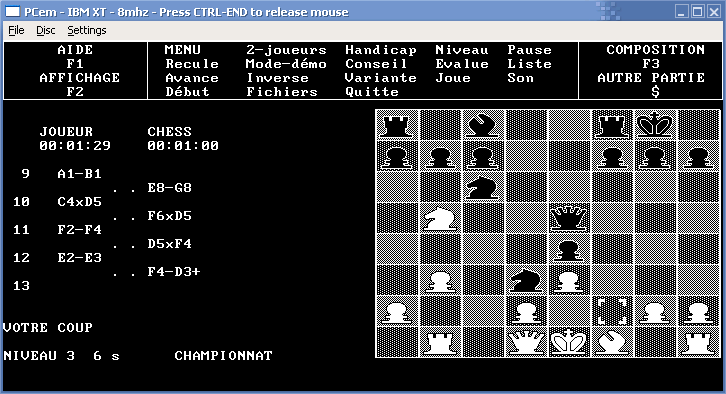 PCem - IBM XT - 8mhz - Press CTRL-END to release mouse
File Disc Settings
AIDE MENU 2-joueurs Handicap Niveau Pause COMPOSITION
F1 Recule Mode-démo Conseil Evalue Liste F3
AFFICHAGE Avance Inverse Variante Joue Son AUTRE PARTIE
F2 Début Fichiers Quitte $
JOUEUR CHESS
00:01:29 00:01:00
9 A1-B1
. . E8-G8
10 C4xD5
. . F6xD5
11 F2-F4
. . D5xF4
12 E2-E3
. . F4-D3+
13
VOTRE COUP
NIVEAU 3 6 s CHAMPIONNAT